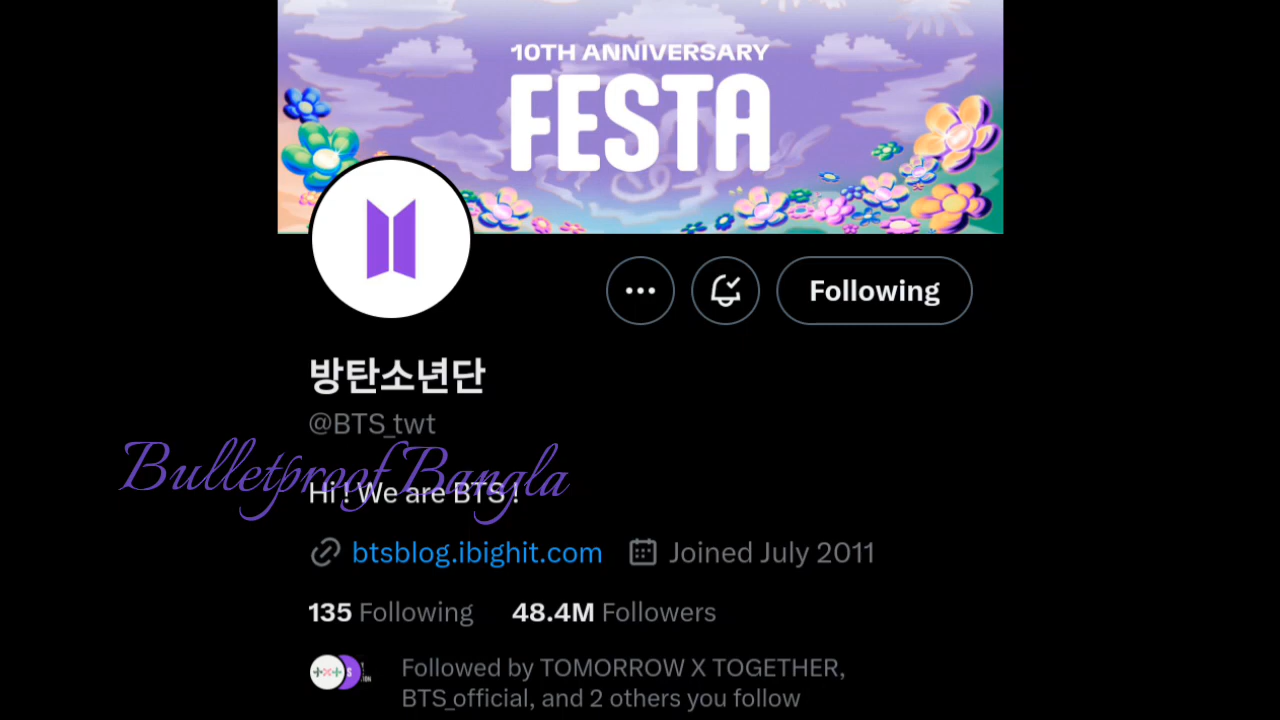 10TH ANNIVERSARY
FESTA
Following
방탄소년단
@BTS_twt
Bulletproof Bangla
Hi ! We are BTS !
btsblog.ibighit.com Joined July 2011
135 Following 48.4M Followers
Followed by TOMORROW X TOGETHER,
BTS_official, and 2 others you follow